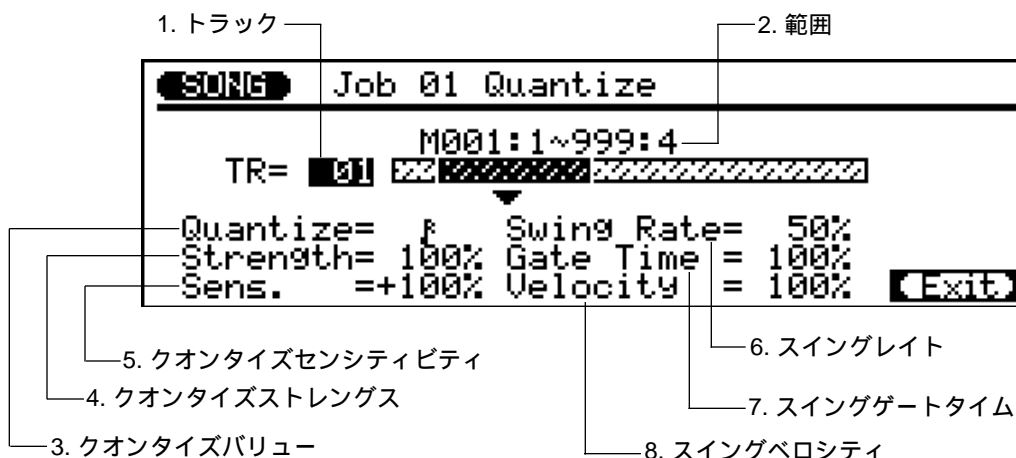 1. トラック
2. 範囲
SONG Job 01 Quantize
M001:1~999:4
TR= 01
Quantize= Swing Rate= 50%
Strength= 100% Gate Time = 100%
Sens. =+100% Velocity = 100% Exit
5. クオンタイズセンシティビティ
6. スイングレイト
4. クオンタイズストレングス
7. スイングゲートタイム
3. クオンタイズバリュー
8. スイングベロシティ